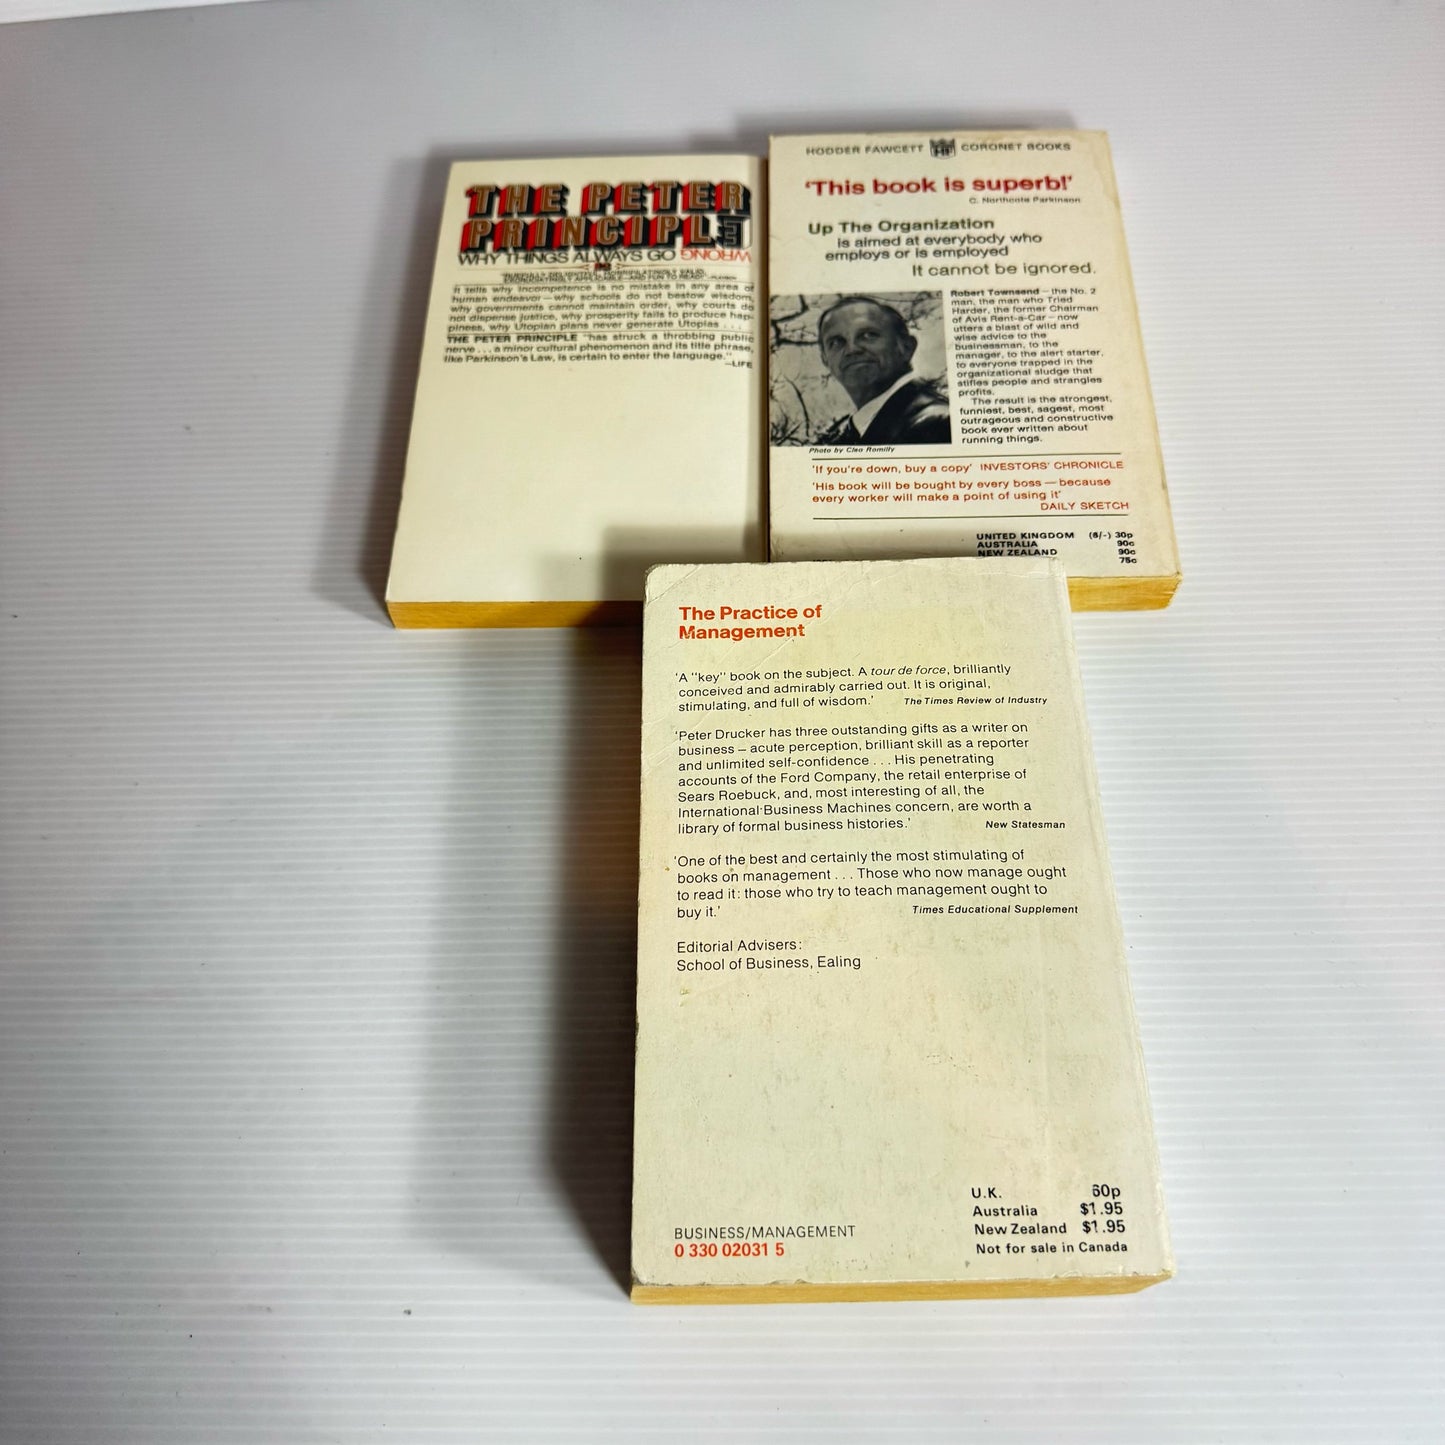 THE PETER
PRINCIPLE
WHY THINGS ALWAYS GO WRONG
It tells why incompetence is no mistake in any area of
human endeavor—why schools do not bestow wisdom,
why governments cannot maintain order, why courts do
not dispense justice, why prosperity fails to produce hap-
piness, why Utopian plans never generate Utopias . . . .
THE PETER PRINCIPLE "has struck a throbbing public
nerve . . . a minor cultural phenomenon and its title phrase,
like Parkinson's Law, is certain to enter the language."
—LIFE
HODDER FAWCETT HF CORONET BOOKS
'This book is superb!'
C. Northcote Parkinson
Up The Organization
is aimed at everybody who
employs or is employed
It cannot be ignored.
Robert Townsend – the No. 2
man, the man who Tried
Harder, the former Chairman
of Avis Rent-a-Car – now
utters a blast of wild and
wise advice to the
businessman, to the
manager, to the alert starter,
to everyone trapped in the
organizational sludge that
stifles people and strangles
profits.
The result is the strongest,
funniest, best, sagest, most
outrageous and constructive
book ever written about
running things.
Photo by Cleo Romilly
'If you're down, buy a copy' INVESTORS' CHRONICLE
'His book will be bought by every boss — because
every worker will make a point of using it'
DAILY SKETCH
UNITED KINGDOM (6/-) 30p
AUSTRALIA 90c
NEW ZEALAND 90c
75c
The Practice of
Management
'A "key" book on the subject. A tour de force, brilliantly
conceived and admirably carried out. It is original,
stimulating, and full of wisdom.' The Times Review of Industry
'Peter Drucker has three outstanding gifts as a writer on
business – acute perception, brilliant skill as a reporter
and unlimited self-confidence . . . His penetrating
accounts of the Ford Company, the retail enterprise of
Sears Roebuck, and, most interesting of all, the
International Business Machines concern, are worth a
library of formal business histories.' New Statesman
'One of the best and certainly the most stimulating of
books on management . . . Those who now manage ought
to read it: those who try to teach management ought to
buy it.' Times Educational Supplement
Editorial Advisers:
School of Business, Ealing
BUSINESS/MANAGEMENT
0 330 02031 5
U.K. 60p
Australia $1.95
New Zealand $1.95
Not for sale in Canada